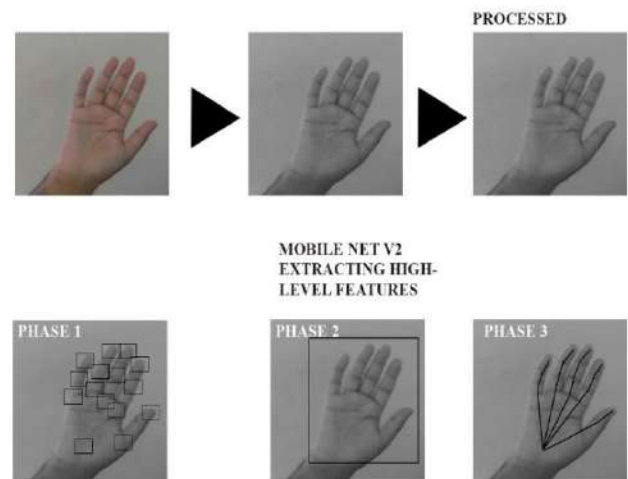 PROCESSED
MOBILE NET V2
EXTRACTING HIGH-
LEVEL FEATURES
PHASE 1
PHASE 2
PHASE 3